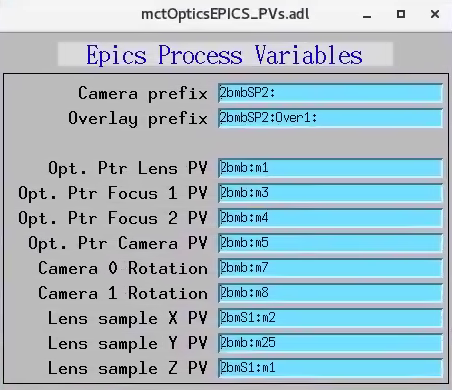 mctOpticsEPICS_PVs.adl
Epics Process Variables
Camera prefix 2bmbSP2:
Overlay prefix 2bmbSP2:Over1:
Opt. Ptr Lens PV 2bmb:m1
Opt. Ptr Focus 1 PV 2bmb:m3
Opt. Ptr Focus 2 PV 2bmb:m4
Opt. Ptr Camera PV 2bmb:m5
Camera 0 Rotation 2bmb:m7
Camera 1 Rotation 2bmb:m8
Lens sample X PV 2bmS1:m2
Lens sample Y PV 2bmb:m25
Lens sample Z PV 2bmS1:m1